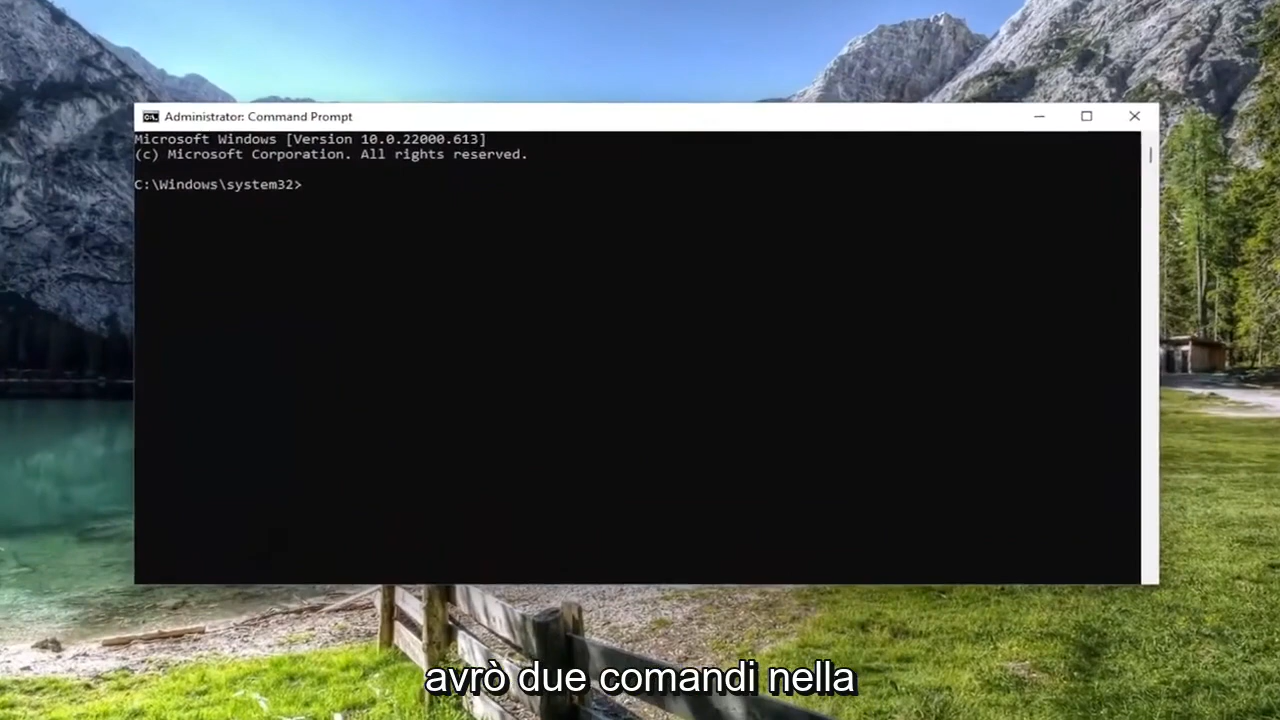 Administrator: Command Prompt
Microsoft Windows [Version 10.0.22000.613]
(c) Microsoft Corporation. All rights reserved.
C:\Windows\system32>
avrò due comandi nella